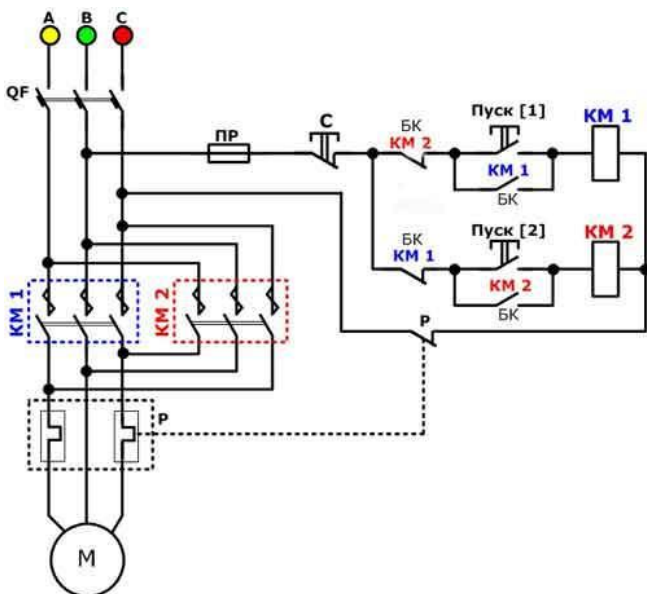 А В С
QF
ПР
С
БК
КМ 2
Пуск [1]
КМ 1
КМ 1
БК
БК
КМ 1
Пуск [2]
КМ 2
КМ 2
БК
КМ 1
КМ 2
Р
Р
М